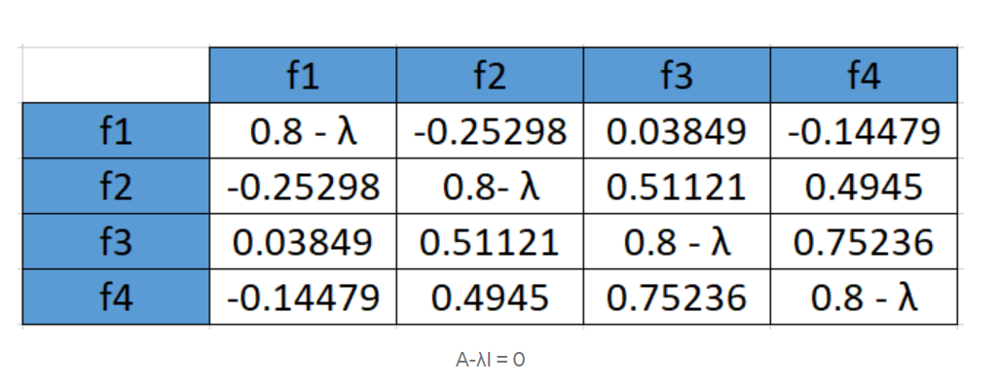 f1 f2 f3 f4
f1 0.8 - λ -0.25298 0.03849 -0.14479
f2 -0.25298 0.8- λ 0.51121 0.4945
f3 0.03849 0.51121 0.8 - λ 0.75236
f4 -0.14479 0.4945 0.75236 0.8 - λ
A-λI = 0